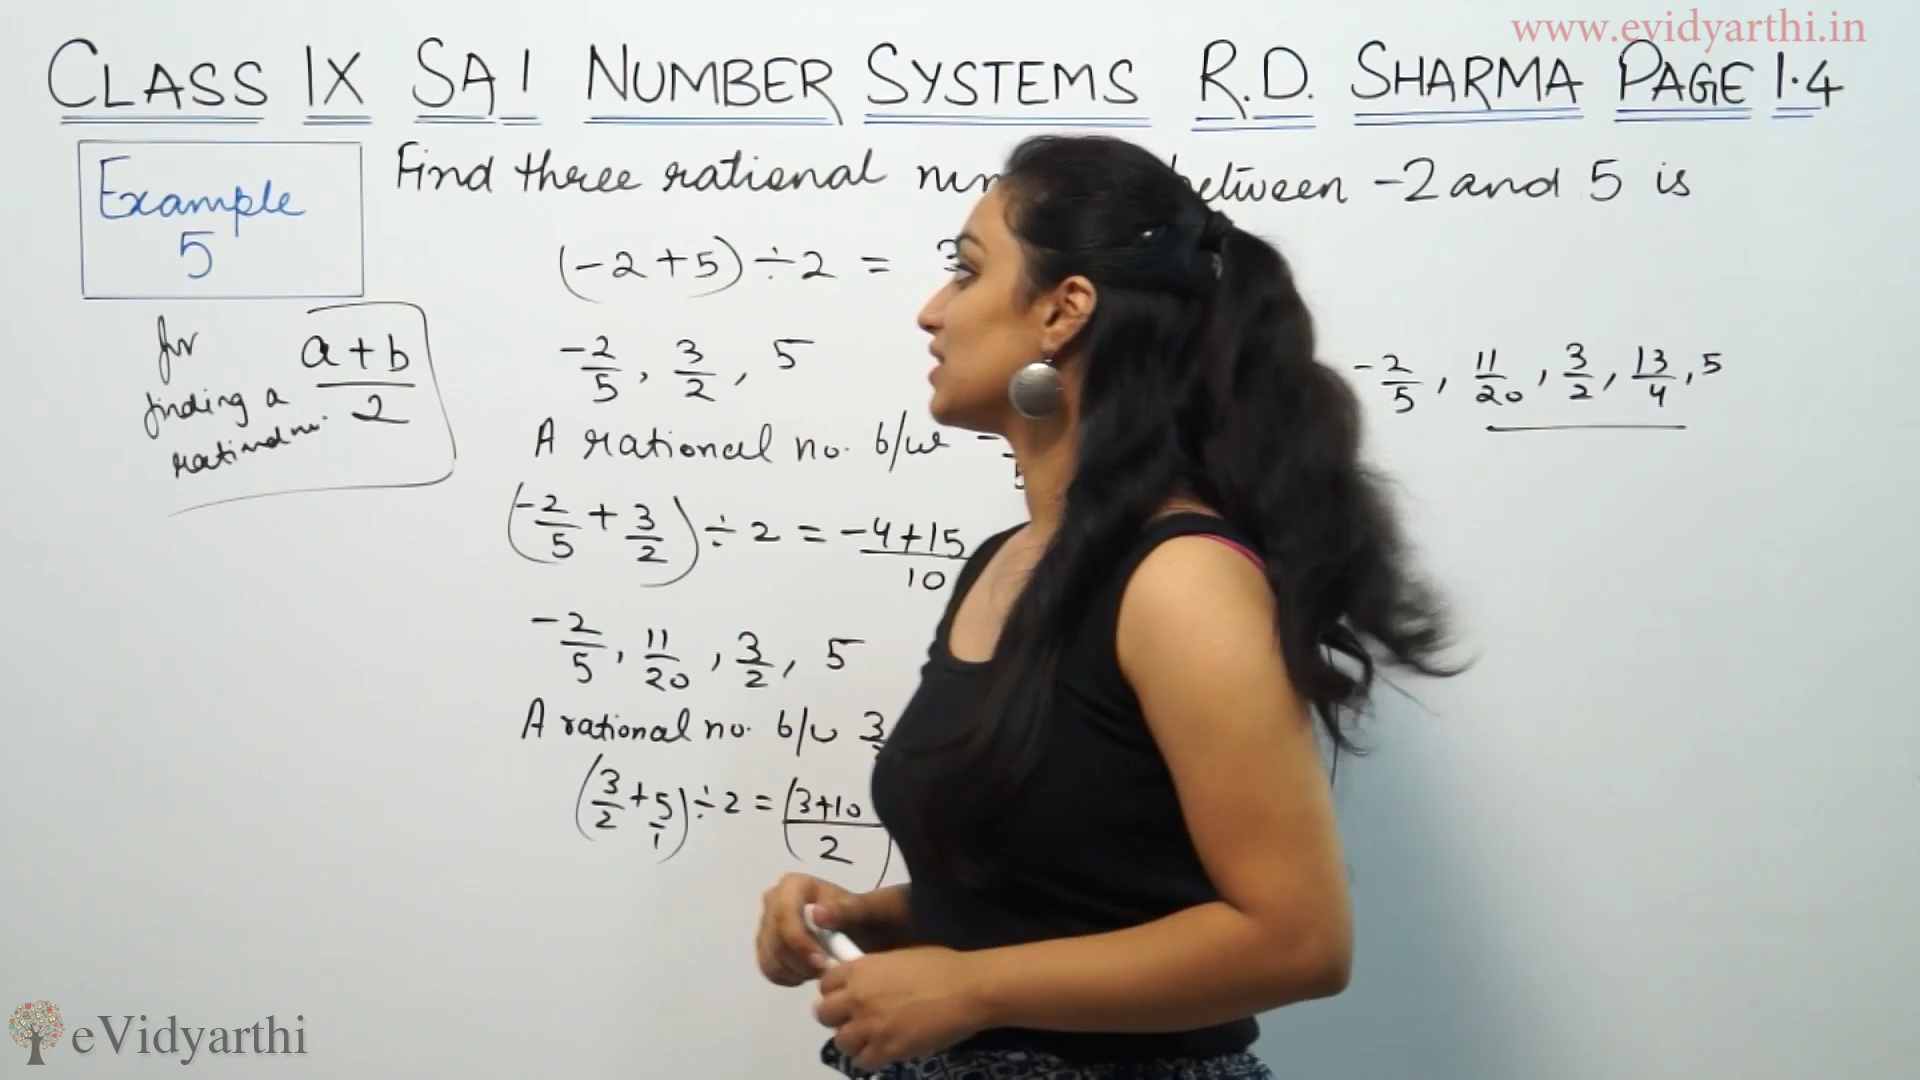 www.evidyarthi.in
CLASS IX SA I NUMBER SYSTEMS R.D. SHARMA PAGE 1.4
Example 5
Find three rational between -2 and 5 is
(-2+5) ÷ 2 = 3
for finding a rational no. a+b/2
-2/5, 3/2, 5
-2/5, 11/20, 3/2, 13/4, 5
A rational no. b/w -
(-2/5 + 3/2) ÷ 2 = -4+15/10
-2/5, 11/20, 3/2, 5
A rational no. b/w 3
(3/2 + 5/1) ÷ 2 = (3+10/2)
eVidyarthi